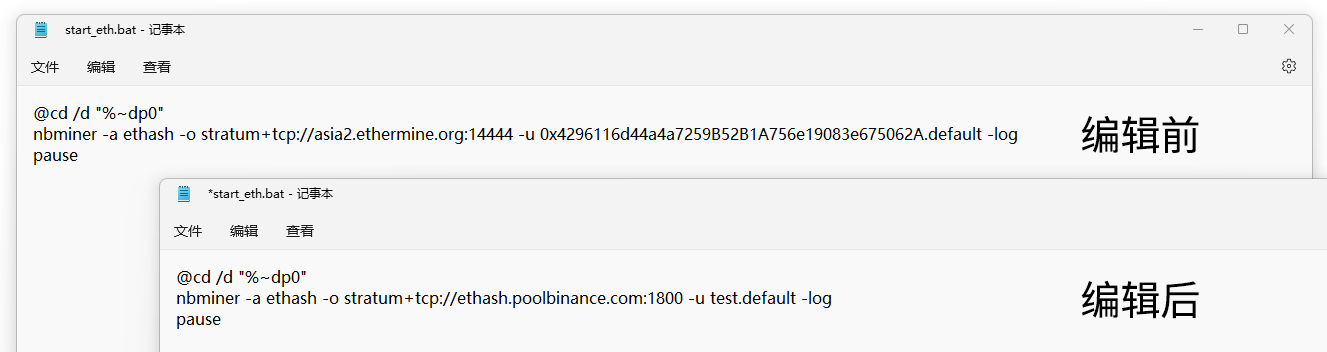 start_eth.bat - 记事本
文件 编辑 查看
@cd /d "%~dp0"
nbminer -a ethash -o stratum+tcp://asia2.ethermine.org:14444 -u 0x4296116d44a4a7259B52B1A756e19083e675062A.default -log
pause
编辑前
*start_eth.bat - 记事本
文件 编辑 查看
@cd /d "%~dp0"
nbminer -a ethash -o stratum+tcp://ethash.poolbinance.com:1800 -u test.default -log
pause
编辑后